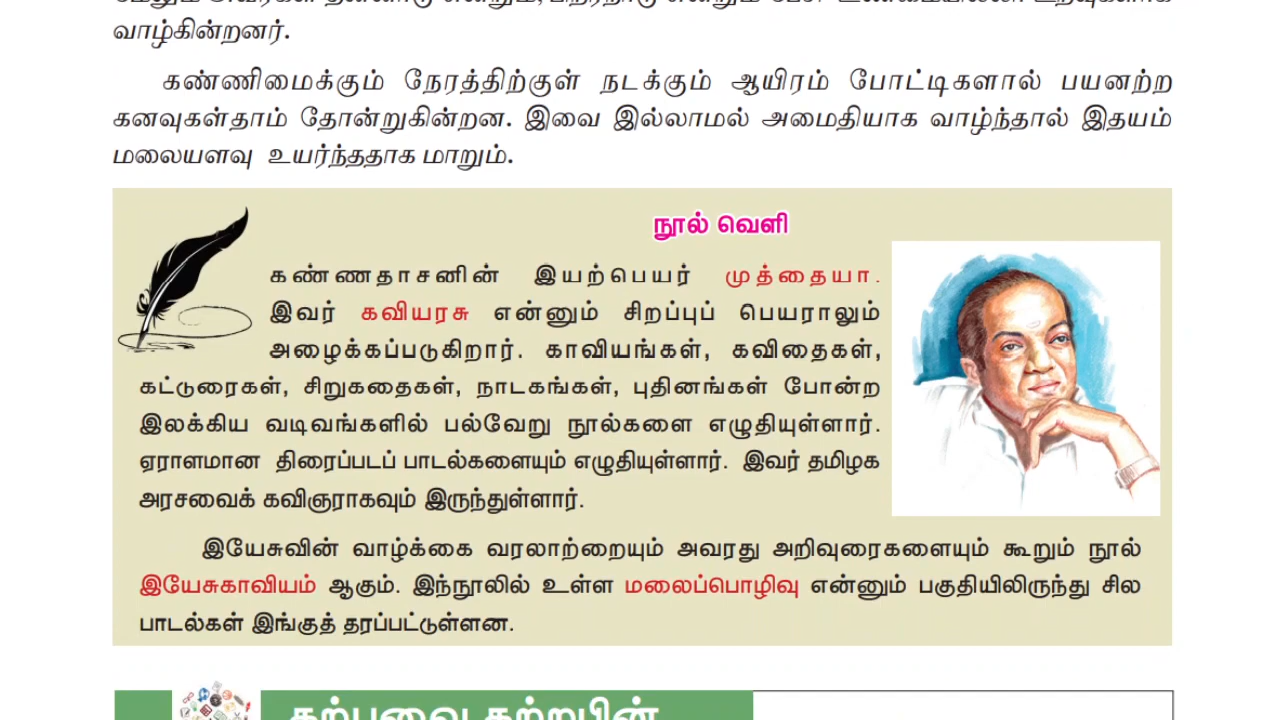 வாழ்கின்றனர்.
கண்ணிமைக்கும் நேரத்திற்குள் நடக்கும் ஆயிரம் போட்டிகளால் பயனற்ற
கனவுகள்தாம் தோன்றுகின்றன. இவை இல்லாமல் அமைதியாக வாழ்ந்தால் இதயம்
மலையளவு உயர்ந்ததாக மாறும்.
நூல் வெளி
கண்ணதாசனின் இயற்பெயர் முத்தையா.
இவர் கவியரசு என்னும் சிறப்புப் பெயராலும்
அழைக்கப்படுகிறார். காவியங்கள், கவிதைகள்,
கட்டுரைகள், சிறுகதைகள், நாடகங்கள், புதினங்கள் போன்ற
இலக்கிய வடிவங்களில் பல்வேறு நூல்களை எழுதியுள்ளார்.
ஏராளமான திரைப்படப் பாடல்களையும் எழுதியுள்ளார். இவர் தமிழக
அரசவைக் கவிஞராகவும் இருந்துள்ளார்.
இயேசுவின் வாழ்க்கை வரலாற்றையும் அவரது அறிவுரைகளையும் கூறும் நூல்
இயேசுகாவியம் ஆகும். இந்நூலில் உள்ள மலைப்பொழிவு என்னும் பகுதியிலிருந்து சில
பாடல்கள் இங்குத் தரப்பட்டுள்ளன.
கற்பவை கற்றபின்